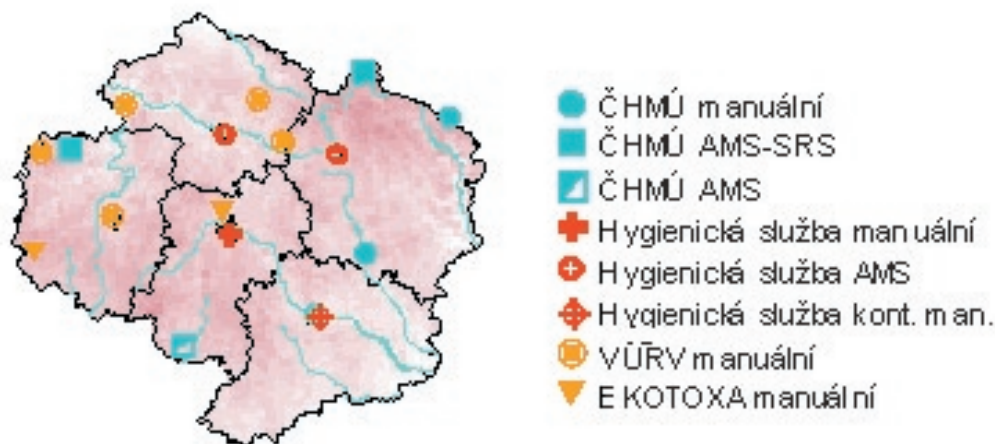 ČHMÚ manuální
ČHMÚ AMS-SRS
ČHMÚ AMS
Hygienická služba manuální
Hygienická služba AMS
Hygienická služba kont. man.
VÚRV manuální
EKOTOXA manuální